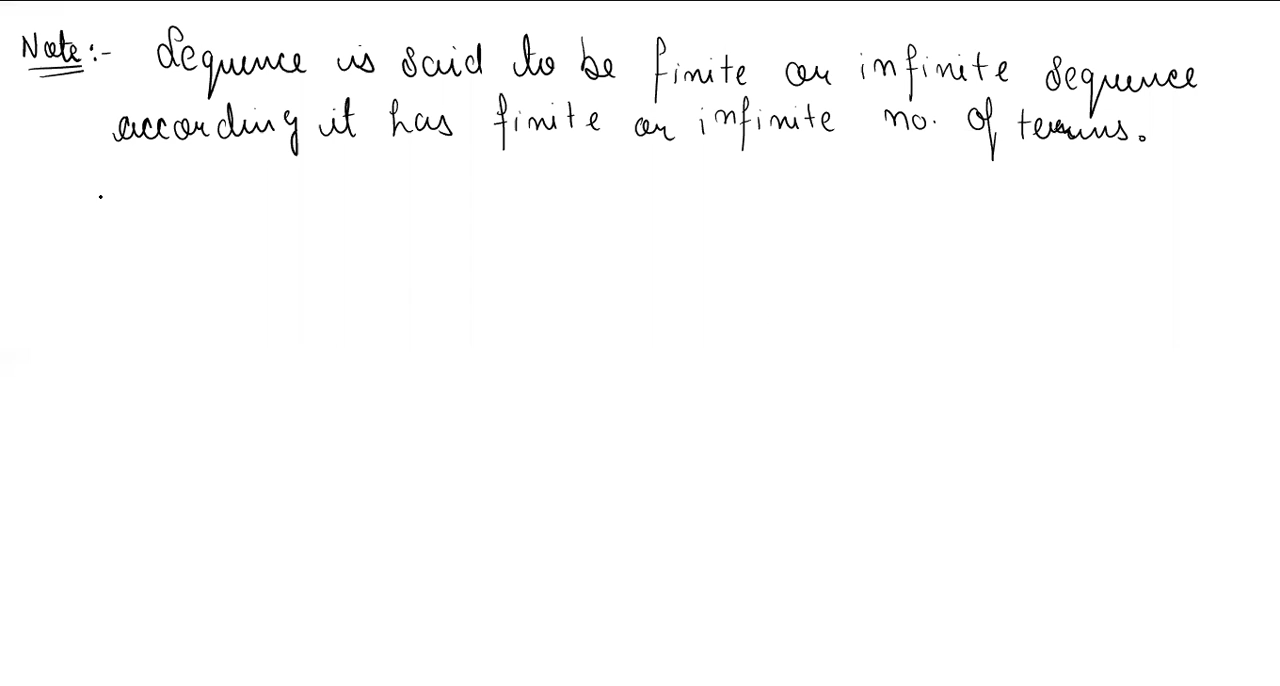 Note:- Sequence is said to be finite or infinite sequence
according it has finite or infinite no. of terms.